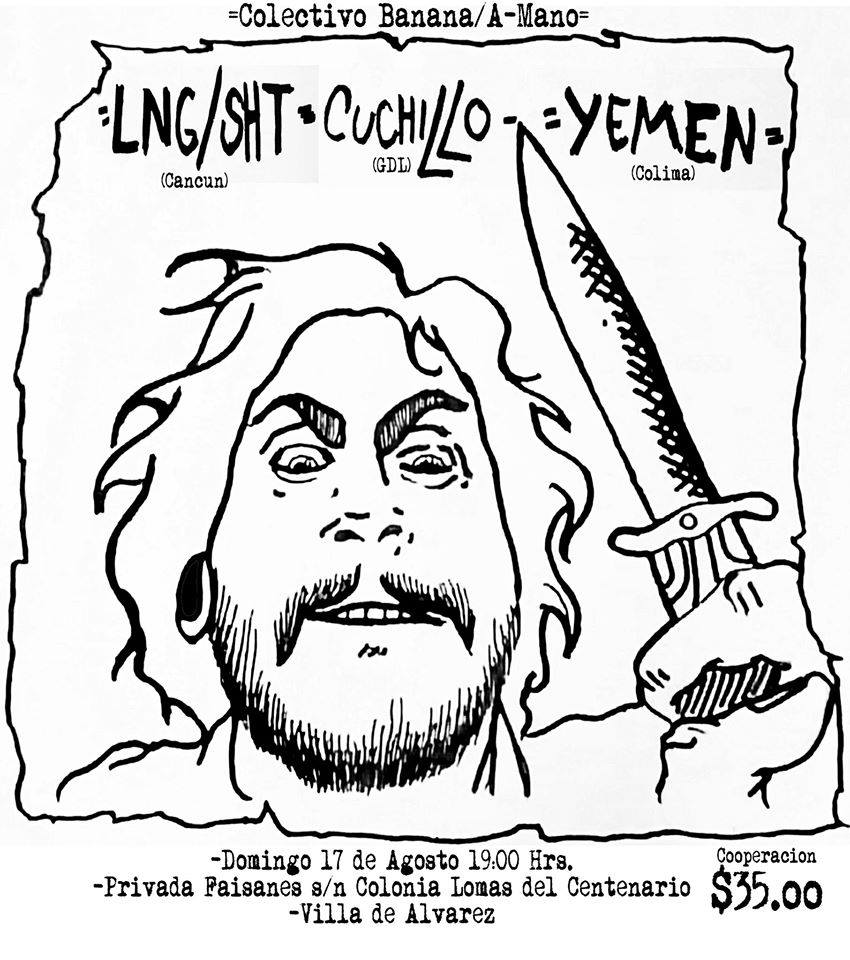 =Colectivo Banana/A-Mano=
=LNG/SHT= CUCHILLO - =YEMEN=
(Cancun) (GDL) (Colima)
-Domingo 17 de Agosto 19:00 Hrs.
-Privada Faisanes s/n Colonia Lomas del Centenario
-Villa de Alvarez
Cooperacion
$35.00